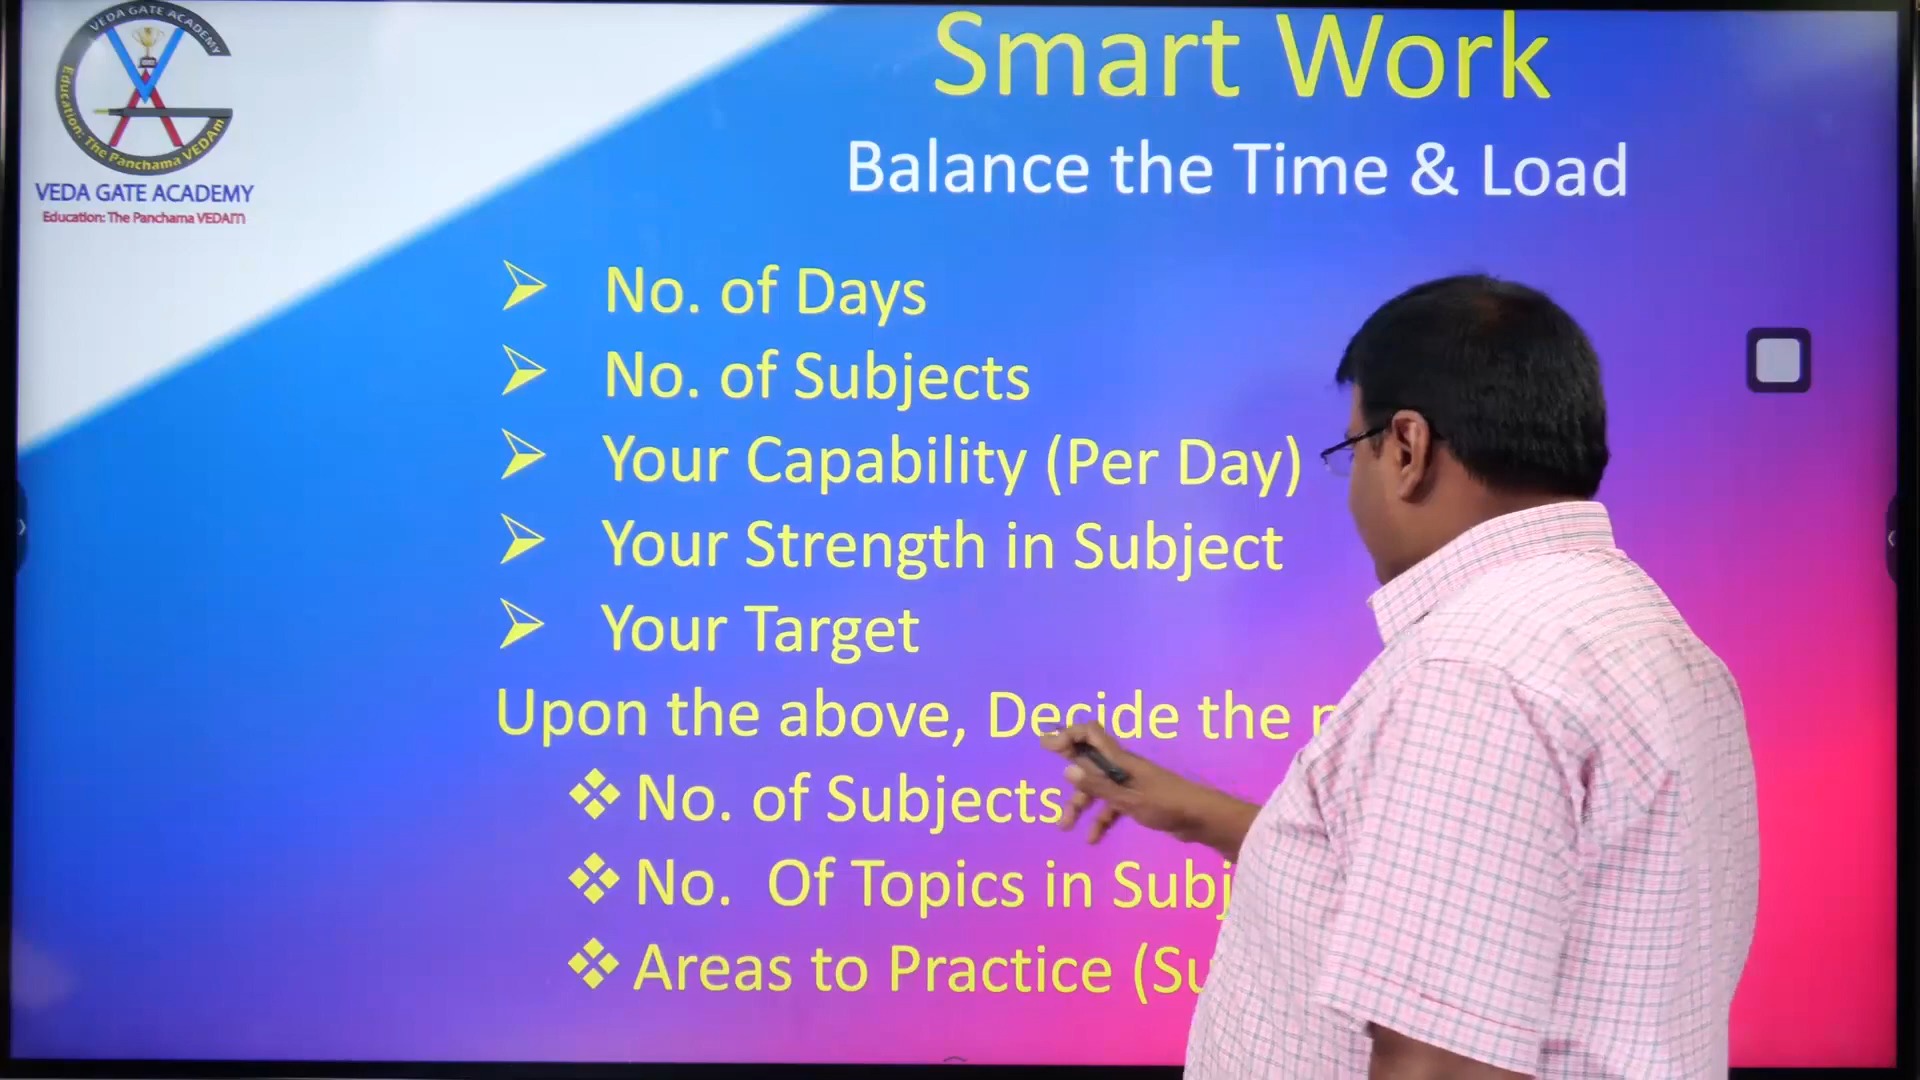 VEDA GATE ACADEMY
Education: The Panchama VEDAm
VEDA GATE ACADEMY
Education: The Panchama VEDAm
Smart Work
Balance the Time & Load
➢ No. of Days
➢ No. of Subjects
➢ Your Capability (Per Day)
➢ Your Strength in Subject
➢ Your Target
Upon the above, Decide the
❖ No. of Subjects
❖ No. Of Topics in
❖ Areas to Practice